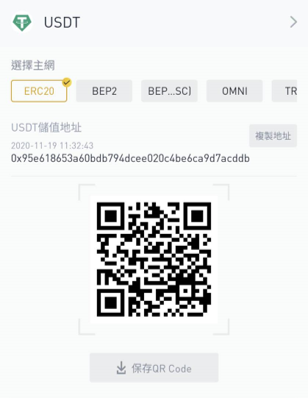 USDT
選擇主網
ERC20 BEP2 BEP...SC) OMNI TR
USDT儲值地址
複製地址
2020-11-19 11:32:43
0x95e618653a60bdb794dcee020c4be6ca9d7acddb
保存QR Code